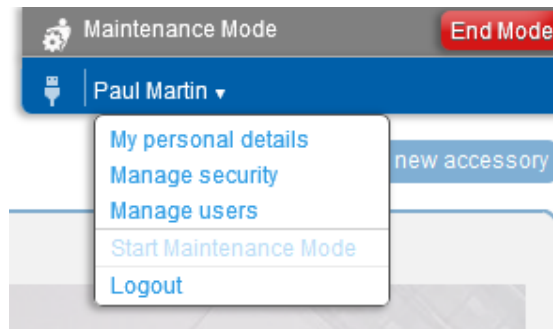 Maintenance Mode
End Mode
Paul Martin
My personal details
new accessory
Manage security
Manage users
Start Maintenance Mode
Logout